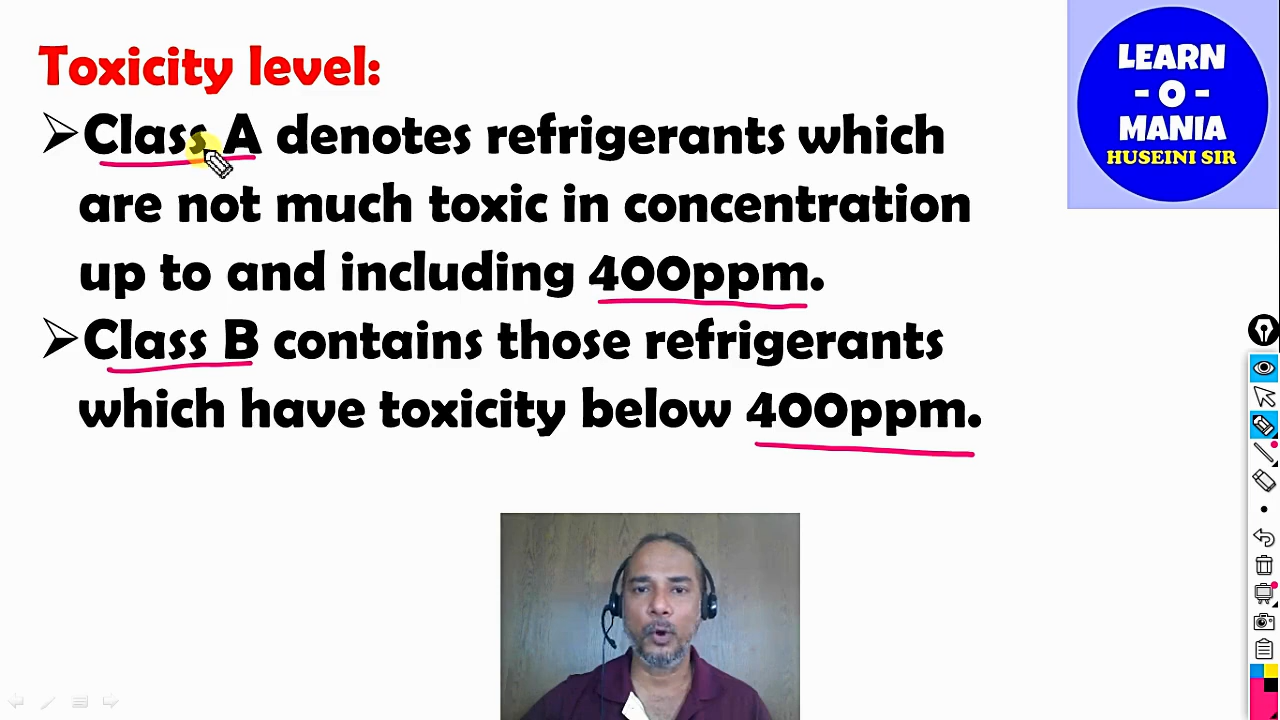 Toxicity level:
Class A denotes refrigerants which
are not much toxic in concentration
up to and including 400ppm.
Class B contains those refrigerants
which have toxicity below 400ppm.
LEARN
- O -
MANIA
HUSEINI SIR